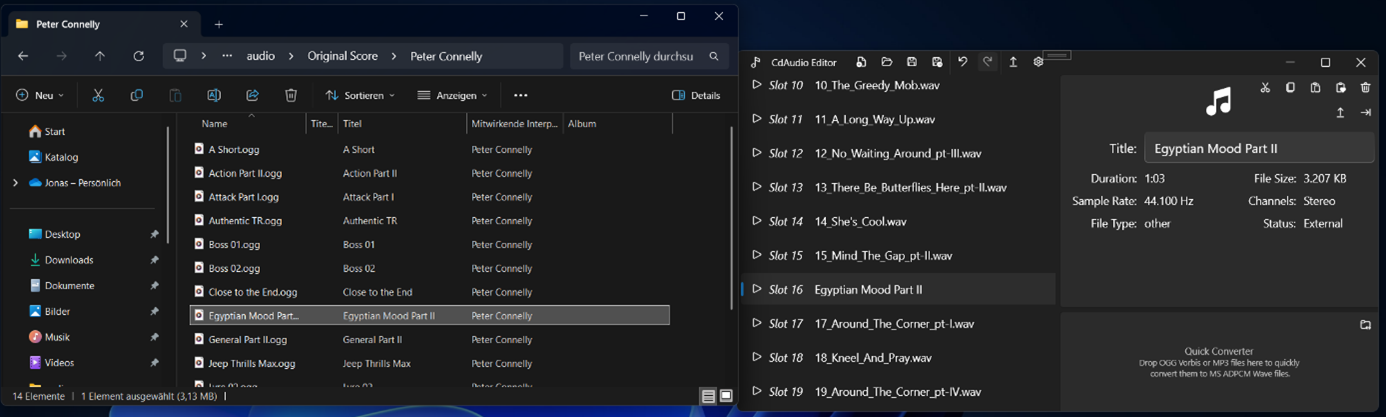 Peter Connelly
audio > Original Score > Peter Connelly
Peter Connelly durchsu
Neu
Sortieren
Anzeigen
Details
Start
Katalog
Jonas – Persönlich
Desktop
Downloads
Dokumente
Bilder
Musik
Videos
Name Tite... Titel Mitwirkende Interp... Album
A Short.ogg A Short Peter Connelly
Action Part II.ogg Action Part II Peter Connelly
Attack Part I.ogg Attack Part I Peter Connelly
Authentic TR.ogg Authentic TR Peter Connelly
Boss 01.ogg Boss 01 Peter Connelly
Boss 02.ogg Boss 02 Peter Connelly
Close to the End.ogg Close to the End Peter Connelly
Egyptian Mood Part... Egyptian Mood Part II Peter Connelly
General Part II.ogg General Part II Peter Connelly
Jeep Thrills Max.ogg Jeep Thrills Max Peter Connelly
14 Elemente | 1 Element ausgewählt (3,13 MB) |
CdAudio Editor
Slot 10 10_The_Greedy_Mob.wav
Slot 11 11_A_Long_Way_Up.wav
Slot 12 12_No_Waiting_Around_pt-III.wav
Slot 13 13_There_Be_Butterflies_Here_pt-II.wav
Slot 14 14_She's_Cool.wav
Slot 15 15_Mind_The_Gap_pt-II.wav
Slot 16 Egyptian Mood Part II
Slot 17 17_Around_The_Corner_pt-I.wav
Slot 18 18_Kneel_And_Pray.wav
Slot 19 19_Around_The_Corner_pt-IV.wav
Title: Egyptian Mood Part II
Duration: 1:03 File Size: 3.207 KB
Sample Rate: 44.100 Hz Channels: Stereo
File Type: other Status: External
Quick Converter
Drop OGG Vorbis or MP3 files here to quickly
convert them to MS ADPCM Wave files.